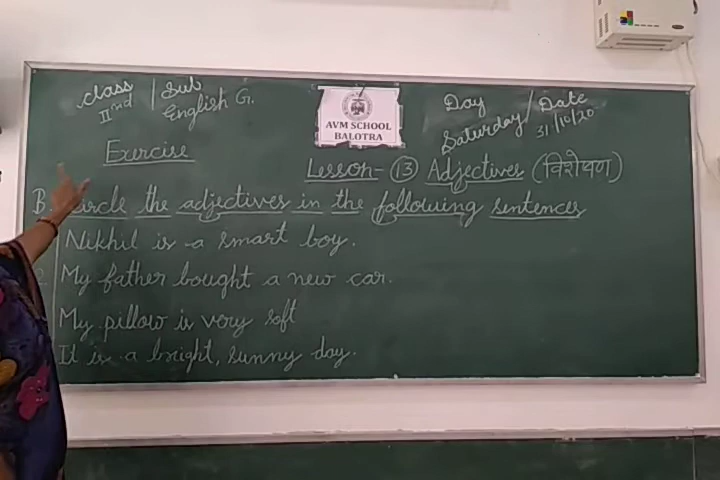 class IInd | Sub English G.
AVM SCHOOL
BALOTRA
Day Saturday / Date 31/10/20
Exercise
Lesson-13 Adjectives (विशेषण)
B. Circle the adjectives in the following sentences
Nikhil is a smart boy.
My father bought a new car.
My pillow is very soft
It is a bright, sunny day.